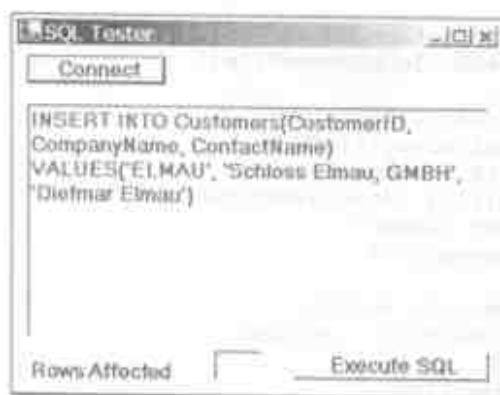 SQL Tester
Connect
INSERT INTO Customers(CustomerID,
CompanyName, ContactName)
VALUES('ELMAU', 'Schloss Elmau, GMBH',
'Dietmar Elmau')
Rows Affected
Execute SQL